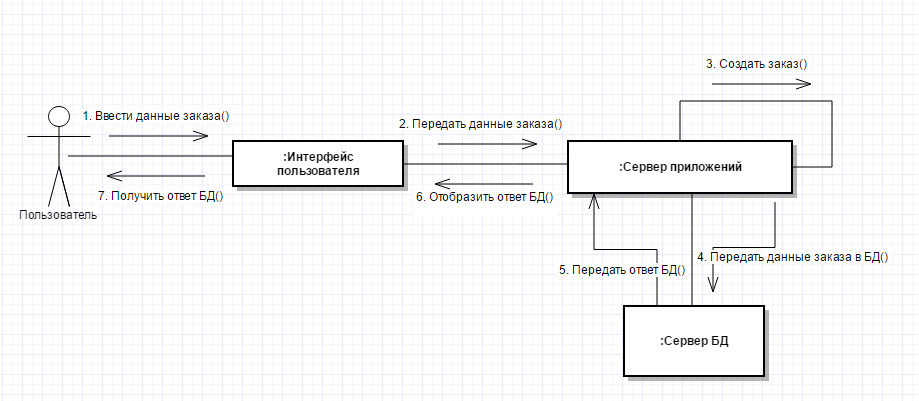 3. Создать заказ()
1. Ввести данные заказа()
2. Передать данные заказа()
:Интерфейс
пользователя
:Сервер приложений
7. Получить ответ БД()
6. Отобразить ответ БД()
Пользователь
4. Передать данные заказа в БД()
5. Передать ответ БД()
:Сервер БД